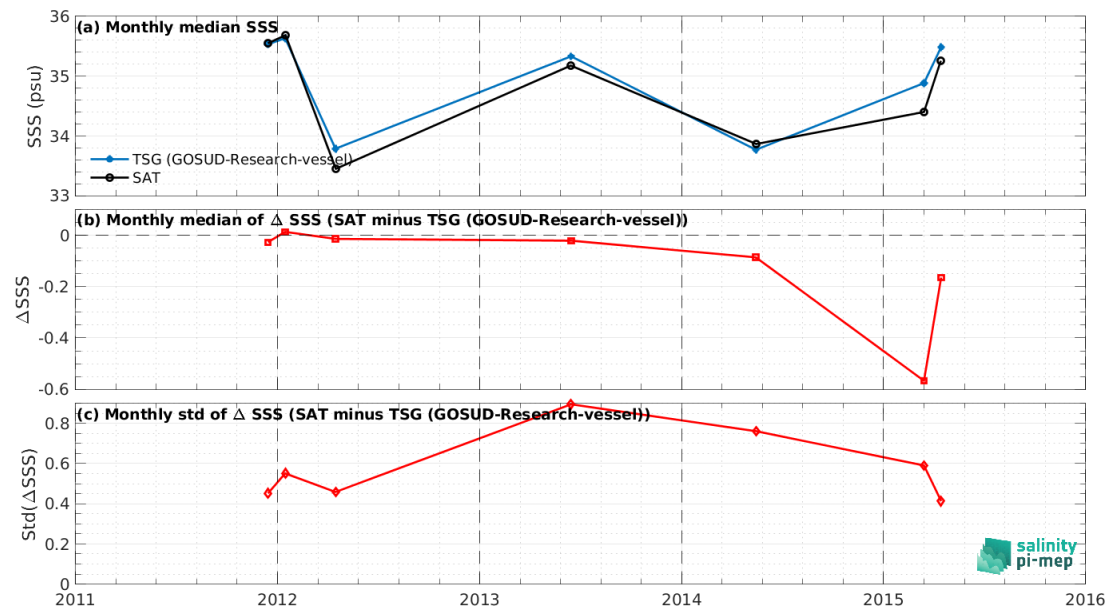 (a) Monthly median SSS
36
35
34
33
SSS (psu)
TSG (GOSUD-Research-vessel)
SAT
(b) Monthly median of Δ SSS (SAT minus TSG (GOSUD-Research-vessel))
0
-0.2
-0.4
-0.6
ΔSSS
(c) Monthly std of Δ SSS (SAT minus TSG (GOSUD-Research-vessel))
0.8
0.6
0.4
0.2
0
Std(ΔSSS)
salinity
pi-mep
2011 2012 2013 2014 2015 2016